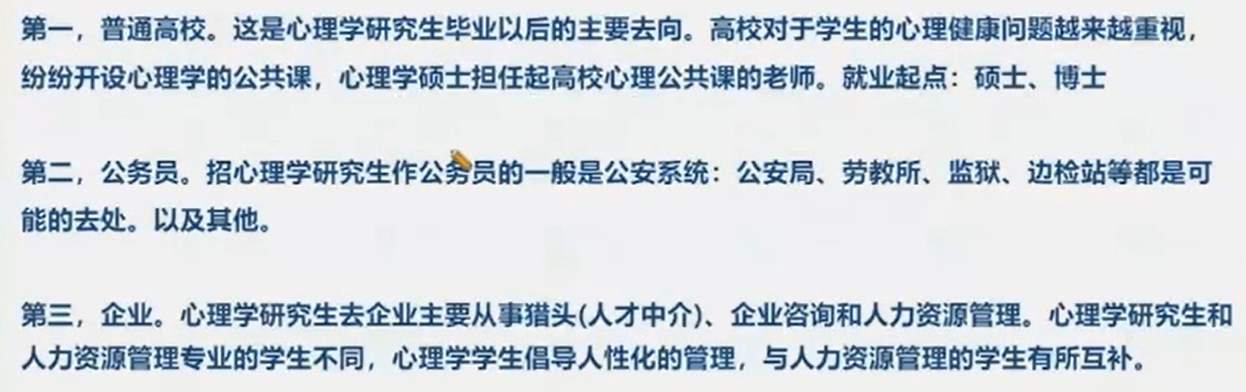 第一，普通高校。这是心理学研究生毕业以后的主要去向。高校对于学生的心理健康问题越来越重视，
纷纷开设心理学的公共课，心理学硕士担任起高校心理公共课的老师。就业起点：硕士、博士
第二，公务员。招心理学研究生作公务员的一般是公安系统：公安局、劳教所、监狱、边检站等都是可
能的去处。以及其他。
第三，企业。心理学研究生去企业主要从事猎头(人才中介)、企业咨询和人力资源管理。心理学研究生和
人力资源管理专业的学生不同，心理学学生倡导人性化的管理，与人力资源管理的学生有所互补。